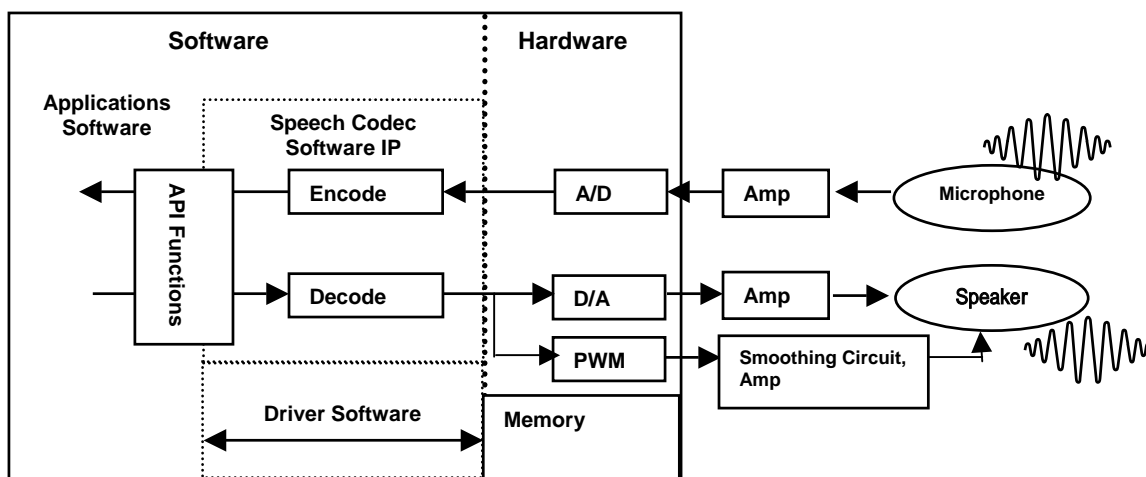 Software
Hardware
Applications
Software
Speech Codec
Software IP
API Functions
Encode
A/D
Amp
Microphone
Decode
D/A
Amp
Speaker
PWM
Smoothing Circuit,
Amp
Driver Software
Memory